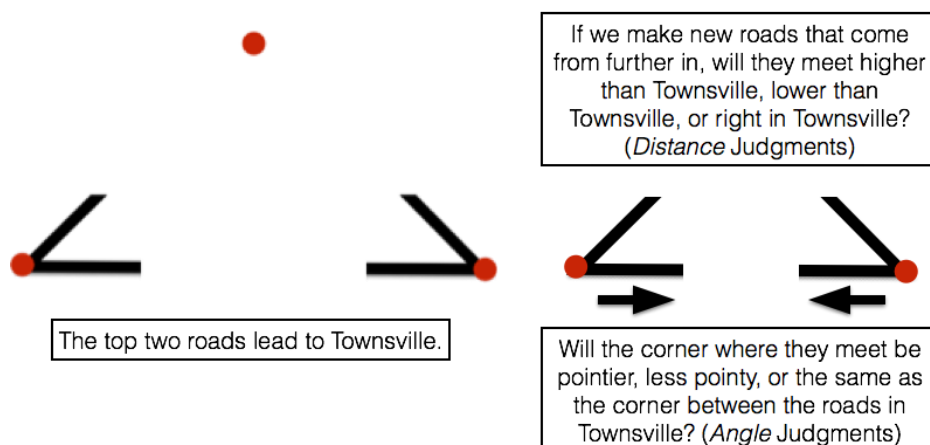 If we make new roads that come
from further in, will they meet higher
than Townsville, lower than
Townsville, or right in Townsville?
(Distance Judgments)
The top two roads lead to Townsville.
Will the corner where they meet be
pointier, less pointy, or the same as
the corner between the roads in
Townsville? (Angle Judgments)